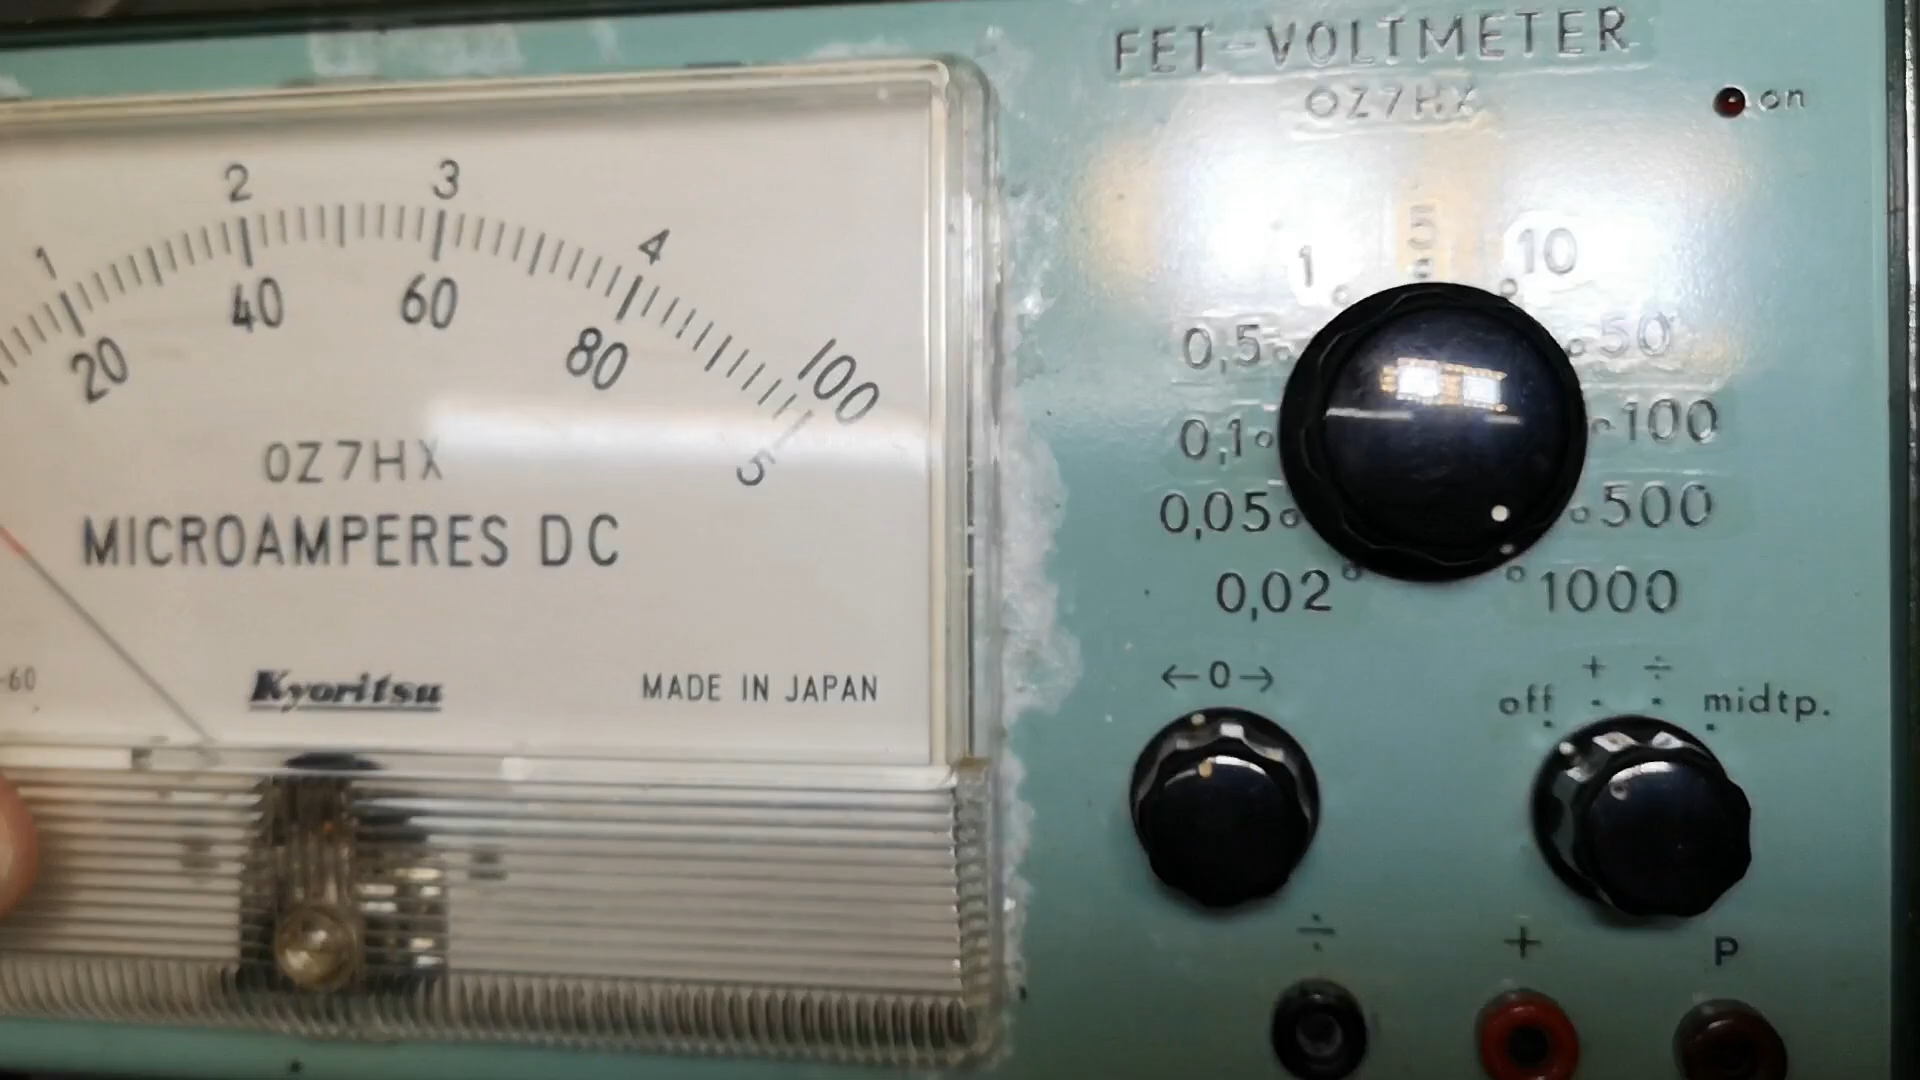 FET-VOLTMETER
OZ7HX
on
1 2 3 4
20 40 60 80 100
5
OZ7HX
MICROAMPERES DC
-60
Kyoritsu
MADE IN JAPAN
1 5 10
0,5 50
0,1 100
0,05 500
0,02 1000
←0→
+ ÷
off midtp.
÷ + P